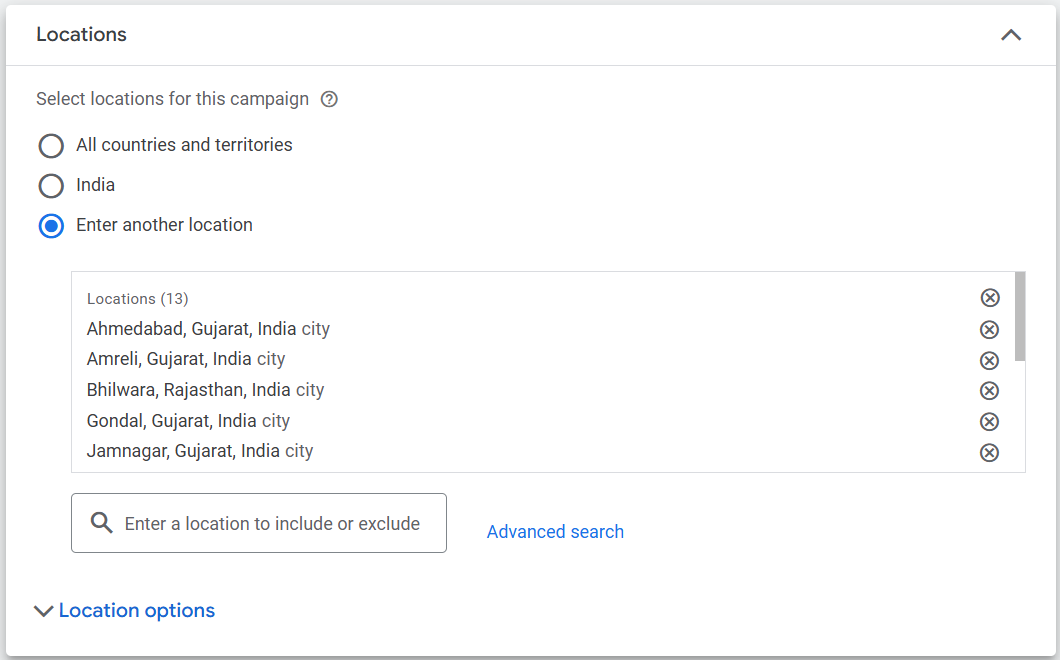 Locations
Select locations for this campaign
All countries and territories
India
Enter another location
Locations (13)
Ahmedabad, Gujarat, India city
Amreli, Gujarat, India city
Bhilwara, Rajasthan, India city
Gondal, Gujarat, India city
Jamnagar, Gujarat, India city
Enter a location to include or exclude
Advanced search
Location options